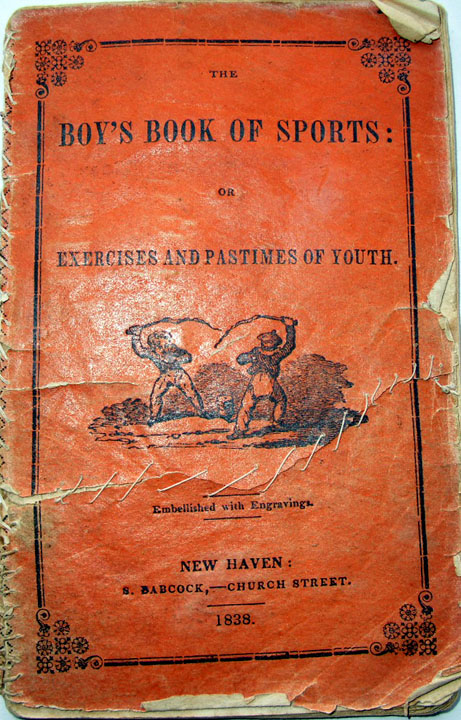 THE
BOY'S BOOK OF SPORTS:
OR
EXERCISES AND PASTIMES OF YOUTH.
Embellished with Engravings.
NEW HAVEN:
S. BABCOCK,—CHURCH STREET.
1838.